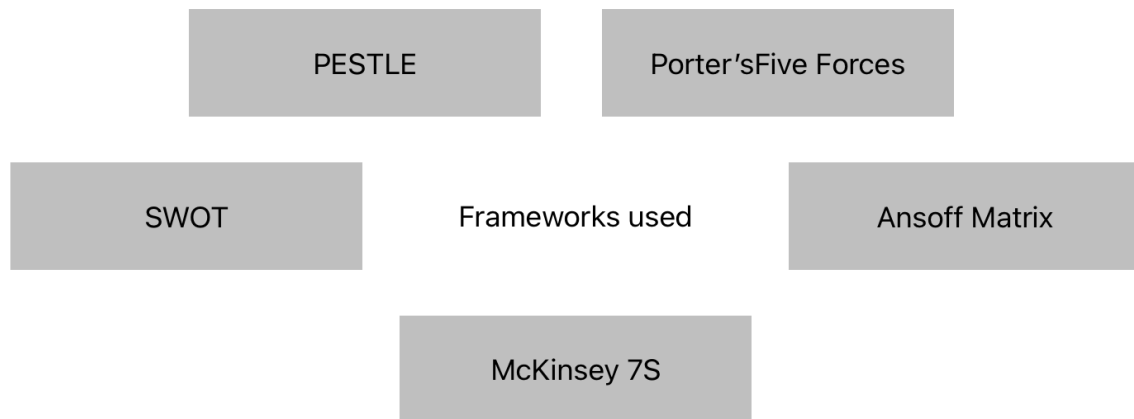 PESTLE
Porter’sFive Forces
SWOT
Frameworks used
Ansoff Matrix
McKinsey 7S